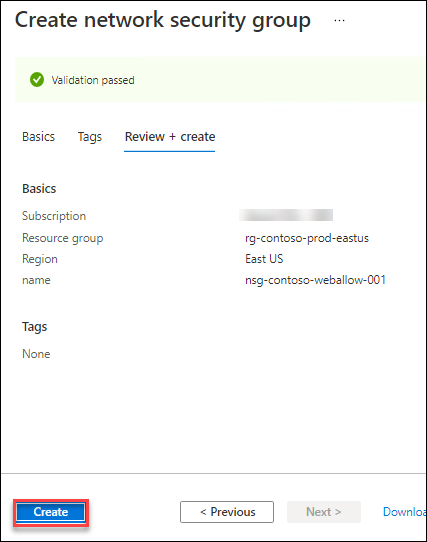 Create network security group ...
Validation passed
Basics Tags Review + create
Basics
Subscription
Resource group rg-contoso-prod-eastus
Region East US
name nsg-contoso-weballow-001
Tags
None
Create < Previous Next > Downloa